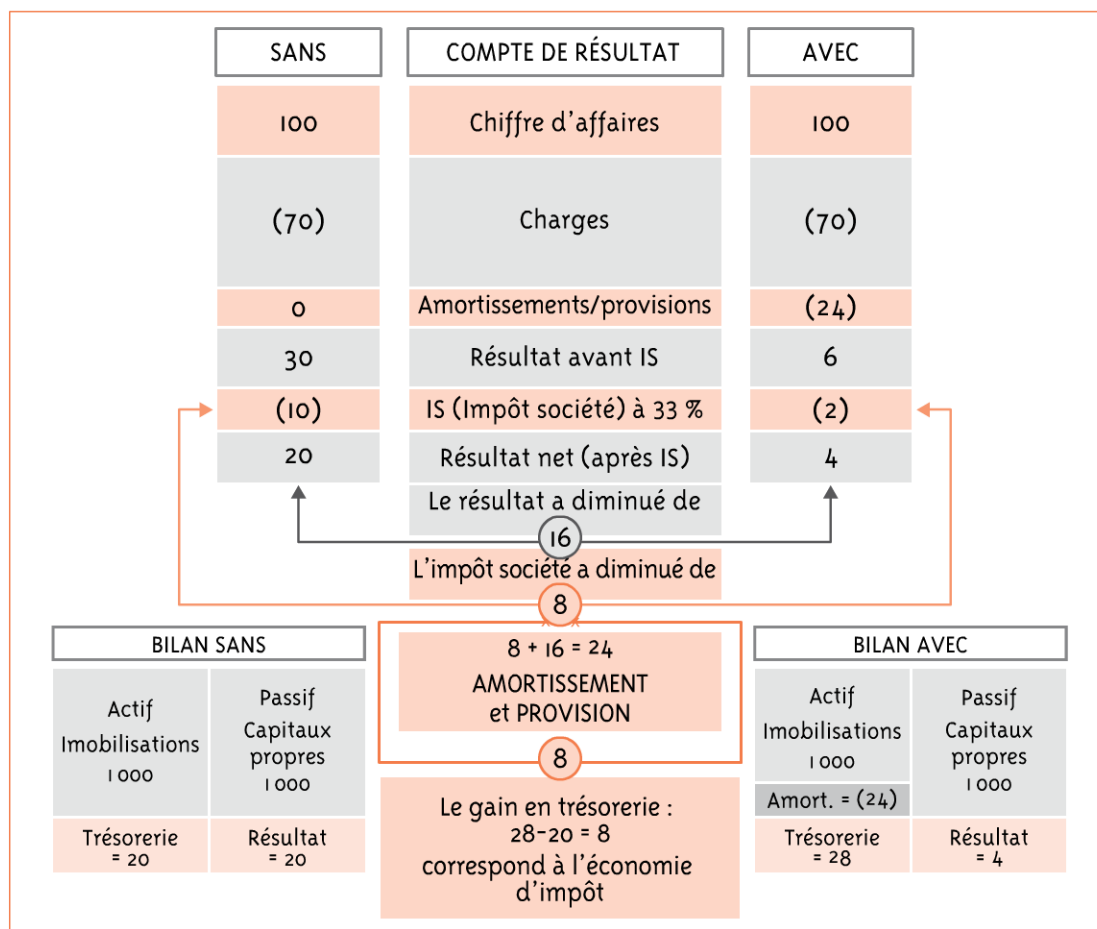 SANS COMPTE DE RÉSULTAT AVEC
100 Chiffre d'affaires 100
(70) Charges (70)
0 Amortissements/provisions (24)
30 Résultat avant IS 6
(10) IS (Impôt société) à 33 % (2)
20 Résultat net (après IS) 4
Le résultat a diminué de
16
L'impôt société a diminué de
8
BILAN SANS
Actif
Imobilisations
1 000
Passif
Capitaux
propres
1 000
Trésorerie
= 20
Résultat
= 20
8 + 16 = 24
AMORTISSEMENT
et PROVISION
8
Le gain en trésorerie :
28-20 = 8
correspond à l'économie
d'impôt
BILAN AVEC
Actif
Imobilisations
1 000
Amort. = (24)
Passif
Capitaux
propres
1 000
Trésorerie
= 28
Résultat
= 4